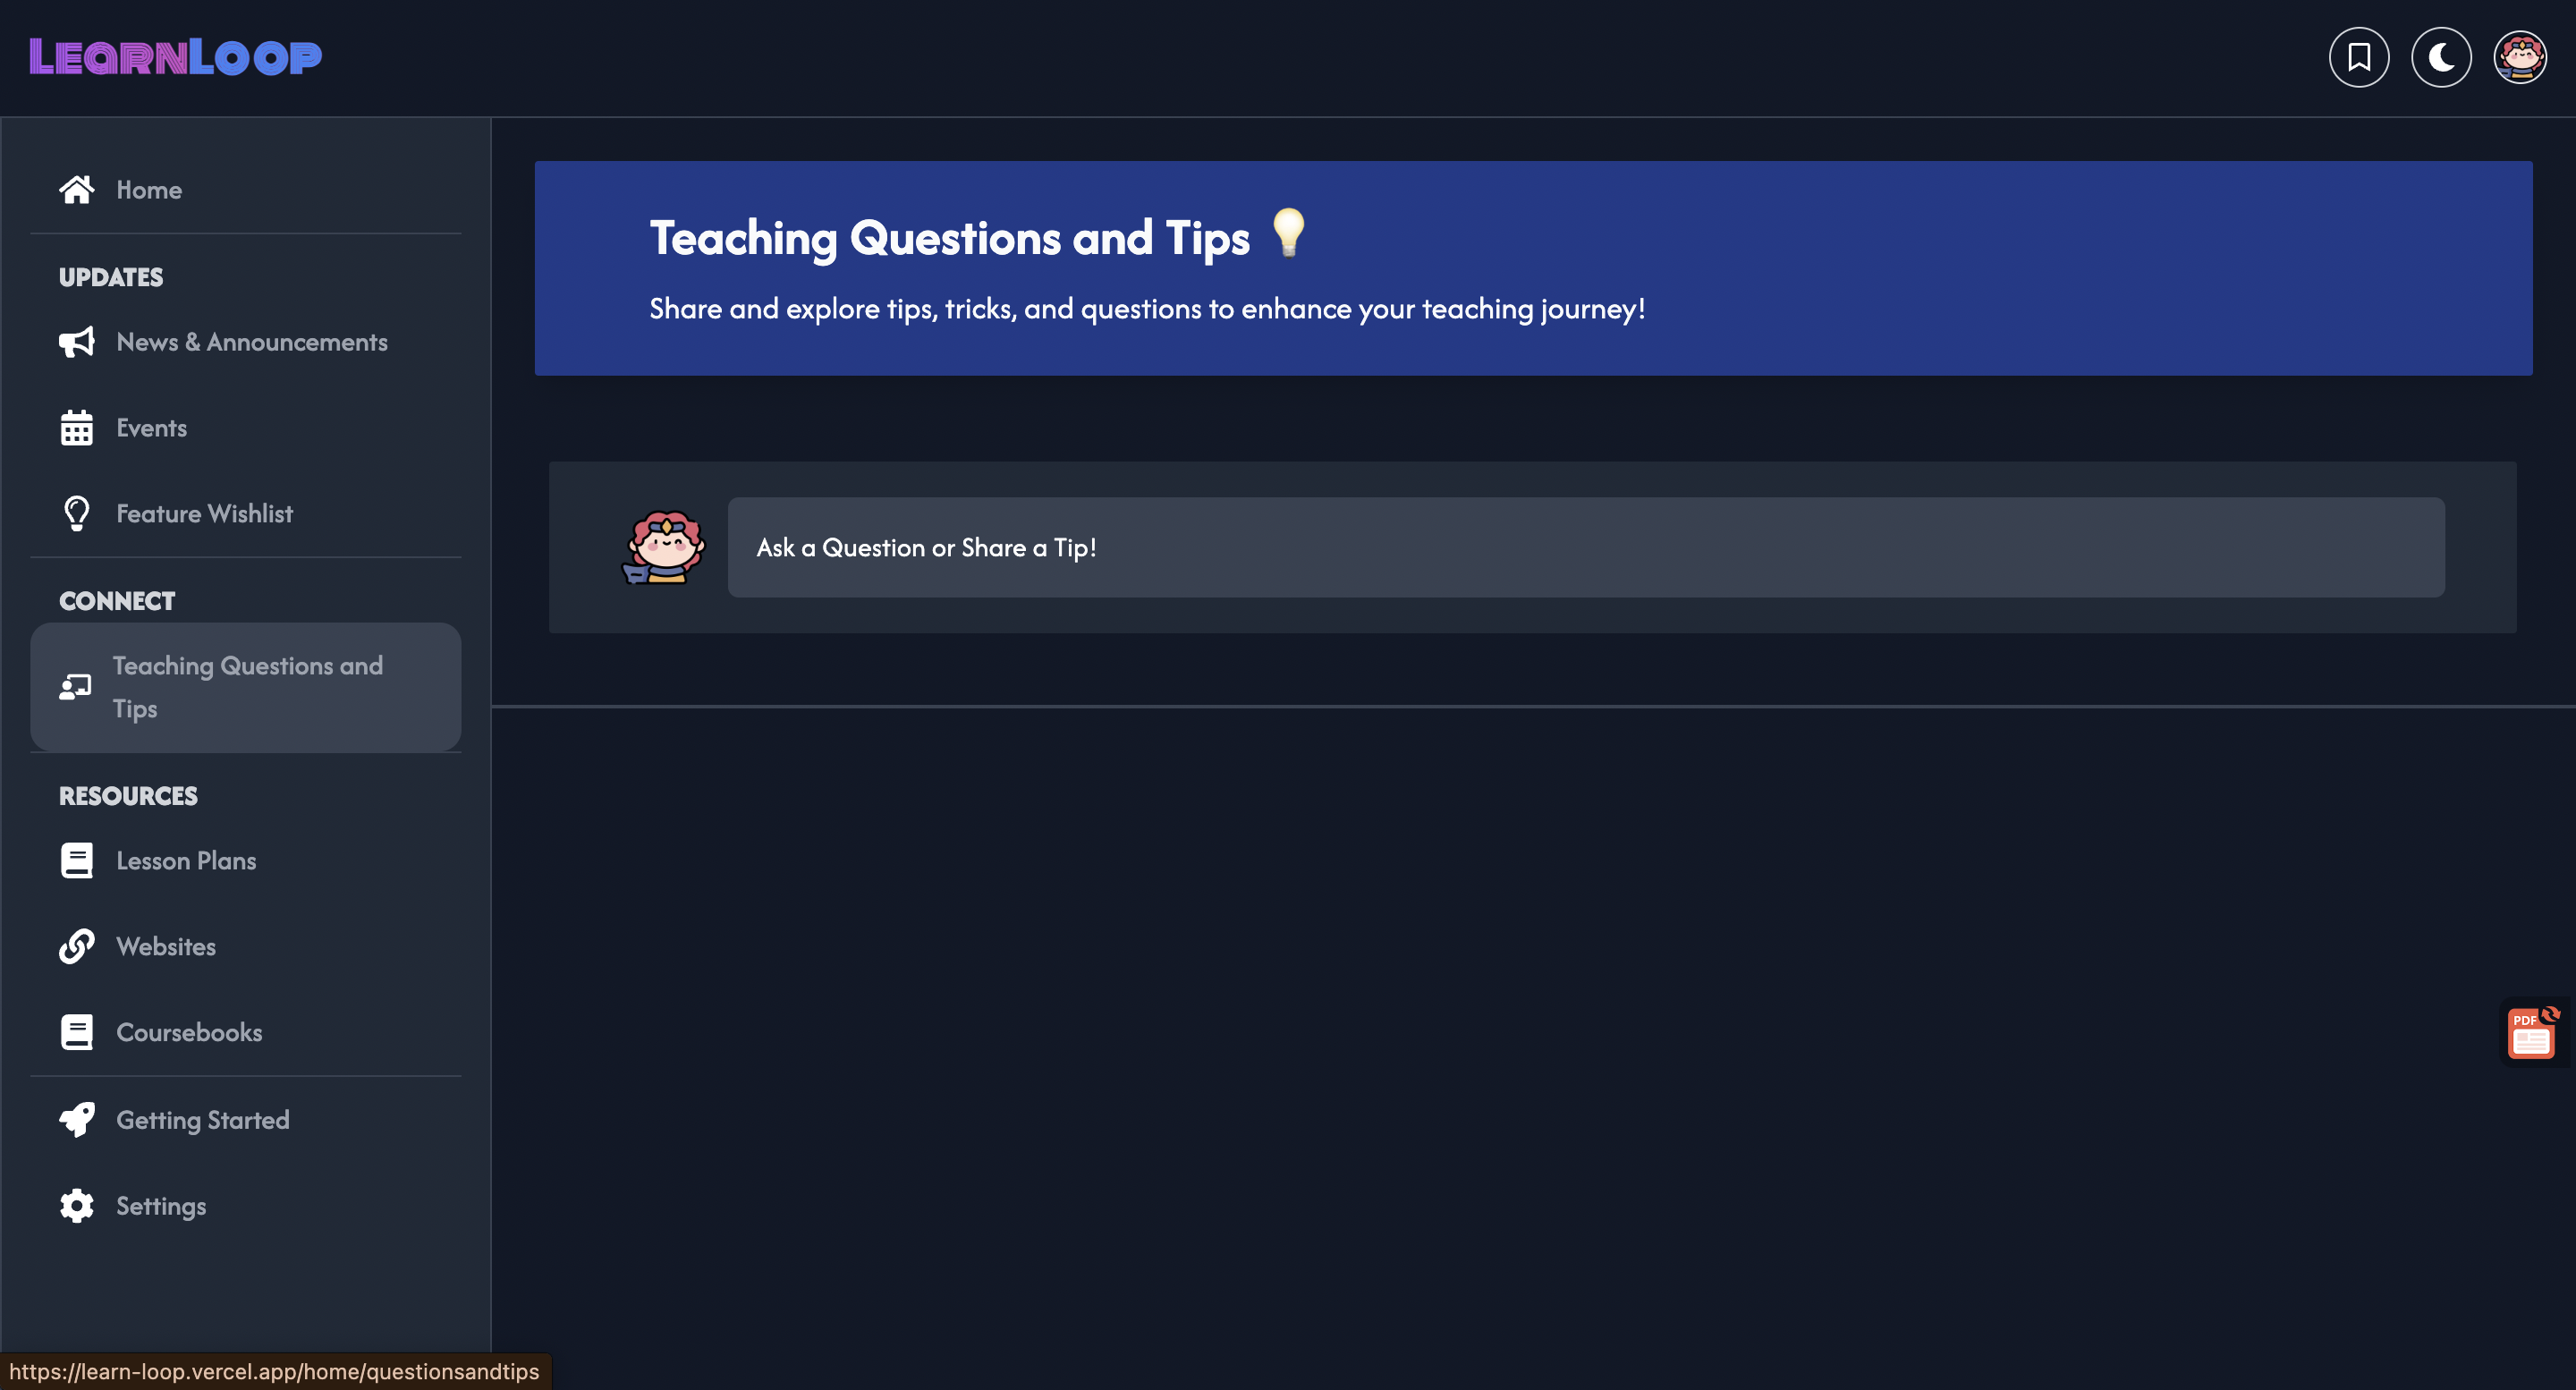 LEARNLOOP
Home
UPDATES
News & Announcements
Events
Feature Wishlist
CONNECT
Teaching Questions and
Tips
RESOURCES
Lesson Plans
Websites
Coursebooks
Getting Started
Settings
Teaching Questions and Tips
Share and explore tips, tricks, and questions to enhance your teaching journey!
Ask a Question or Share a Tip!
PDF
https://learn-loop.vercel.app/home/questionsandtips